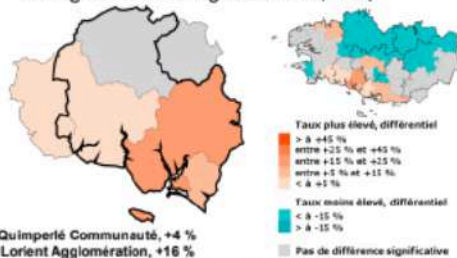 Quimperlé Communauté, +4 %
Lorient Agglomération, +16 %
Taux plus élevé, différentiel
> à +45 %
entre +25 % et +45 %
entre +15 % et +25 %
entre +5 % et +15 %
< à +5 %
Taux moins élevé, différentiel
< à -15 %
> à -15 %
Pas de différence significative